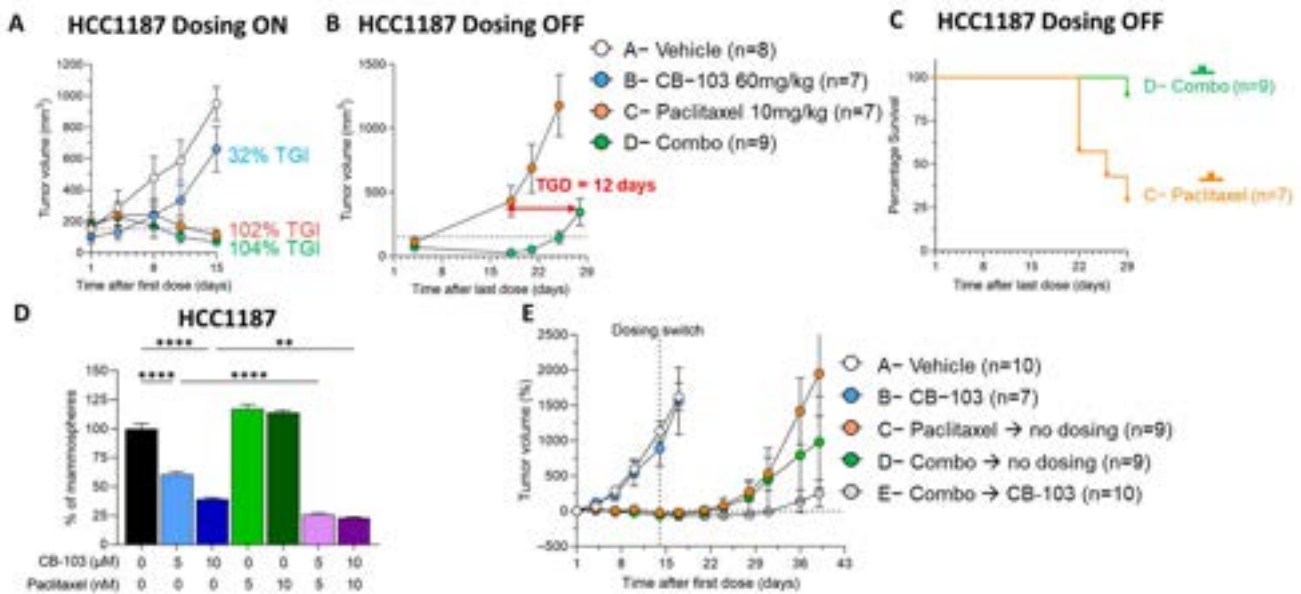 A HCC1187 Dosing ON
Tumor volume (mm³)
1200
1000
800
600
400
200
0
1 8 15
Time after first dose (days)
32% TGI
102% TGI
104% TGI
B HCC1187 Dosing OFF
Tumor volume (mm³)
1500
1000
500
0
1 8 15 22 29
Time after last dose (days)
TGD = 12 days
A– Vehicle (n=8)
B– CB–103 60mg/kg (n=7)
C– Paclitaxel 10mg/kg (n=7)
D– Combo (n=9)
C HCC1187 Dosing OFF
Percentage Survival
100
75
50
25
0
1 8 15 22 29
Time after last dose (days)
D– Combo (n=9)
C– Paclitaxel (n=7)
D HCC1187
**** **
**** ****
% of mammospheres
125
100
75
50
25
0
CB-103 (µM) 0 5 10 0 0 5 10
Paclitaxel (nM) 0 0 0 5 10 5 10
E
Dosing switch
Tumor volume (%)
2500
2000
1500
1000
500
0
−500
1 8 15 22 29 36 43
Time after first dose (days)
A– Vehicle (n=10)
B– CB-103 (n=7)
C– Paclitaxel → no dosing (n=9)
D– Combo → no dosing (n=9)
E– Combo → CB-103 (n=10)